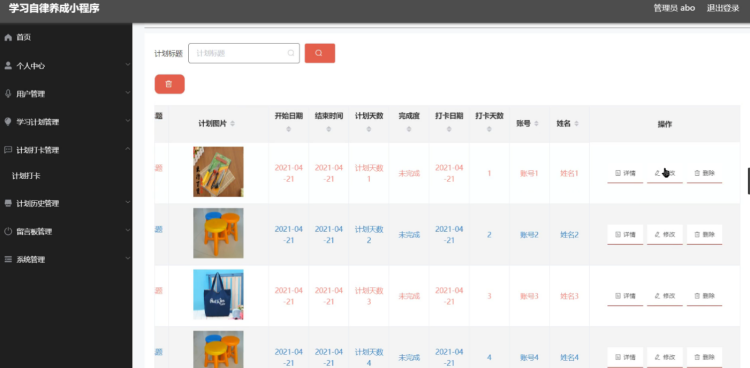 学习自律养成小程序
管理员 abo 退出登录
首页
个人中心
用户管理
学习计划管理
计划打卡管理
计划打卡
计划历史管理
留言板管理
系统管理
计划标题 计划标题
题 计划图片 开始日期 结束时间 计划天数 完成度 打卡日期 打卡天数 账号 姓名 操作
题 2021-04-21 2021-04-21 计划天数1 未完成 2021-04-21 1 账号1 姓名1 详情 修改 删除
题 2021-04-21 2021-04-21 计划天数2 未完成 2021-04-21 2 账号2 姓名2 详情 修改 删除
题 2021-04-21 2021-04-21 计划天数3 未完成 2021-04-21 3 账号3 姓名3 详情 修改 删除
题 2021-04-21 2021-04-21 计划天数4 未完成 2021-04-21 4 账号4 姓名4 详情 修改 删除